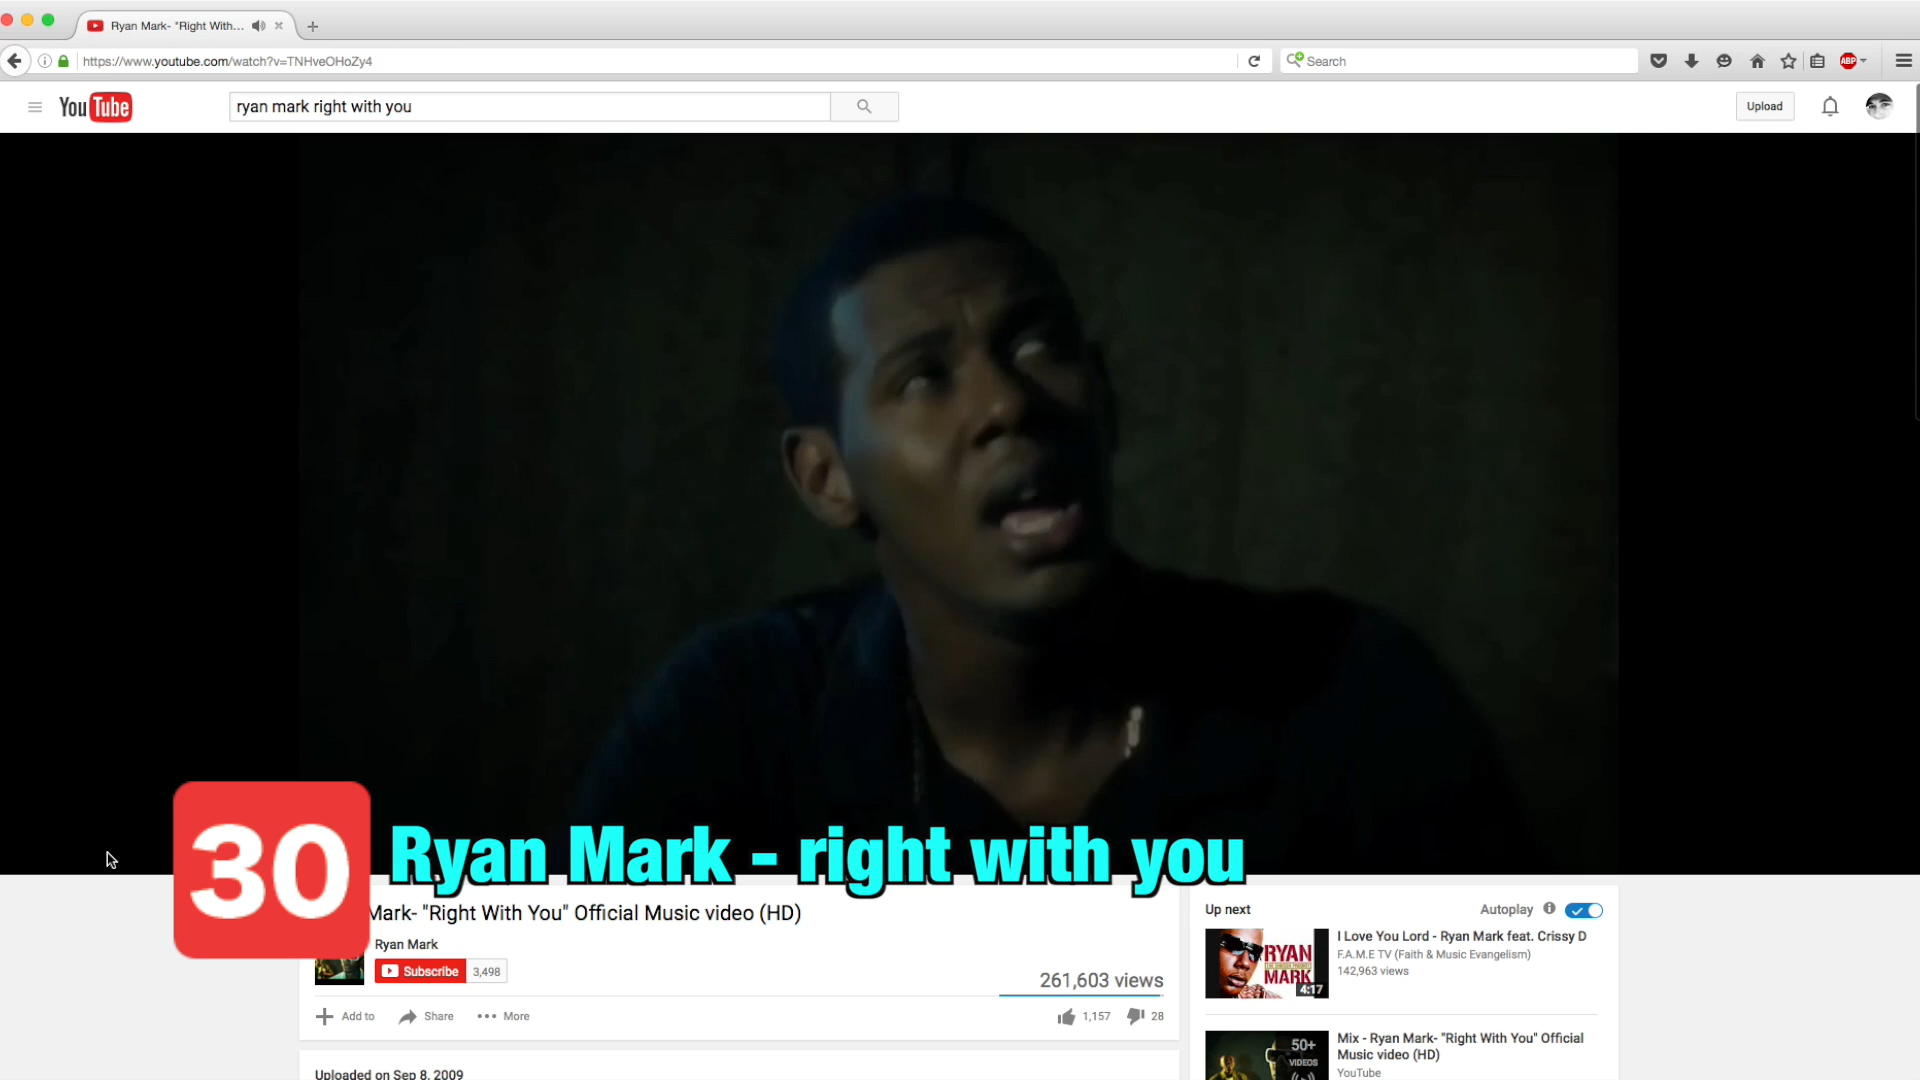 Ryan Mark- "Right With...
https://www.youtube.com/watch?v=TNHveOHoZy4
Search
ABP
YouTube
ryan mark right with you
Upload
30
Ryan Mark - right with you
Mark- "Right With You" Official Music video (HD)
Ryan Mark
Subscribe 3,498
261,603 views
Add to
Share
More
1,157
28
Uploaded on Sep 8, 2009
Up next
Autoplay
RYAN
MARK
4:17
I Love You Lord - Ryan Mark feat. Crissy D
F.A.M.E TV (Faith & Music Evangelism)
142,963 views
50+
VIDEOS
Mix - Ryan Mark- "Right With You" Official
Music video (HD)
YouTube